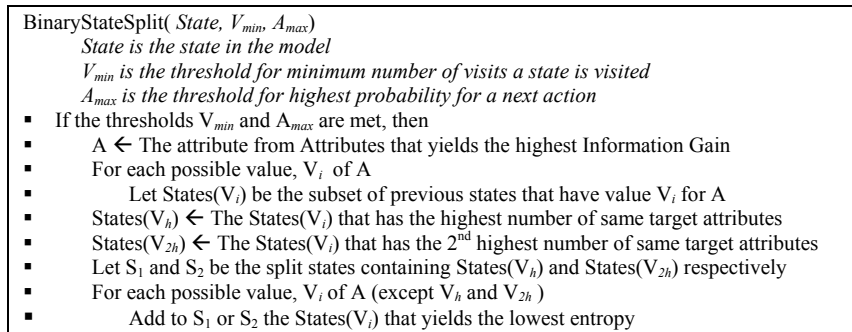 BinaryStateSplit( State, Vmin, Amax)
State is the state in the model
Vmin is the threshold for minimum number of visits a state is visited
Amax is the threshold for highest probability for a next action
▪ If the thresholds Vmin and Amax are met, then
▪ A ← The attribute from Attributes that yields the highest Information Gain
▪ For each possible value, Vi of A
▪ Let States(Vi) be the subset of previous states that have value Vi for A
▪ States(Vh) ← The States(Vi) that has the highest number of same target attributes
▪ States(V2h) ← The States(Vi) that has the 2nd highest number of same target attributes
▪ Let S1 and S2 be the split states containing States(Vh) and States(V2h) respectively
▪ For each possible value, Vi of A (except Vh and V2h )
▪ Add to S1 or S2 the States(Vi) that yields the lowest entropy